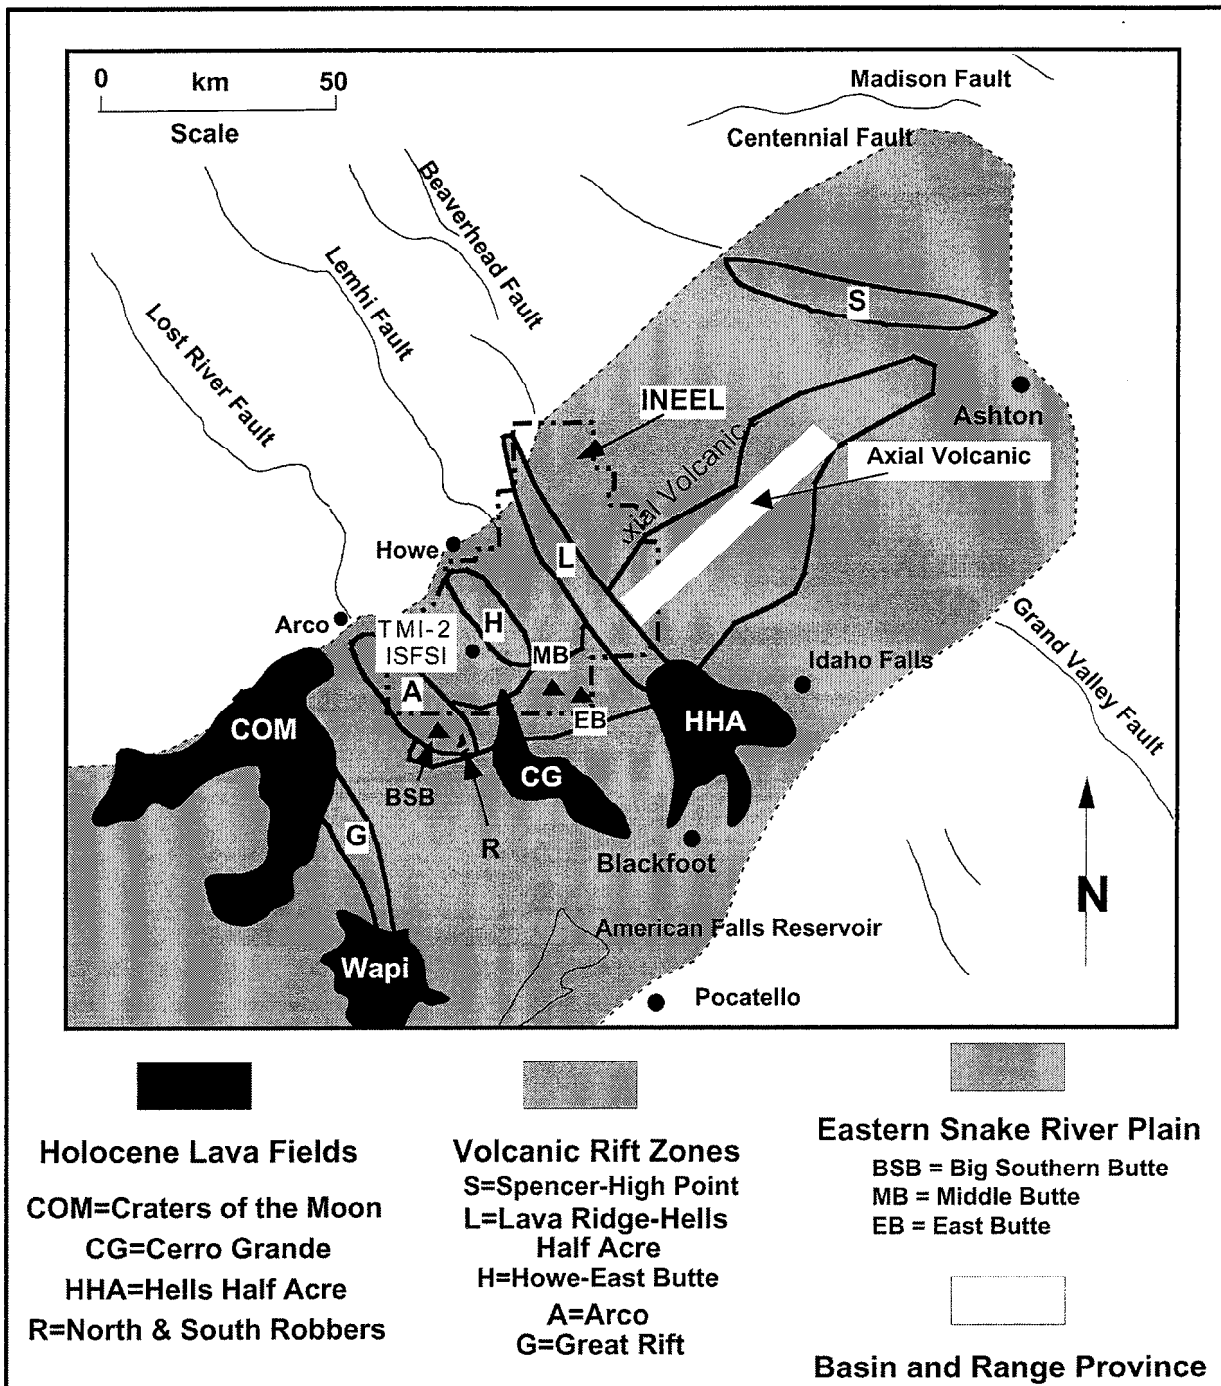 0 km 50
Scale
Madison Fault
Centennial Fault
Beaverhead Fault
Lemhi Fault
Lost River Fault
S
INEEL
Ashton
Axial Volcanic
xial Volcanic
Howe
L
Arco
TMI-2
ISFSI
H
MB
A
Idaho Falls
Grand Valley Fault
EB
COM
HHA
BSB
CG
G
R
Blackfoot
N
American Falls Reservoir
Wapi
Pocatello
Holocene Lava Fields
COM=Craters of the Moon
CG=Cerro Grande
HHA=Hells Half Acre
R=North & South Robbers
Volcanic Rift Zones
S=Spencer-High Point
L=Lava Ridge-Hells
Half Acre
H=Howe-East Butte
A=Arco
G=Great Rift
Eastern Snake River Plain
BSB = Big Southern Butte
MB = Middle Butte
EB = East Butte
Basin and Range Province